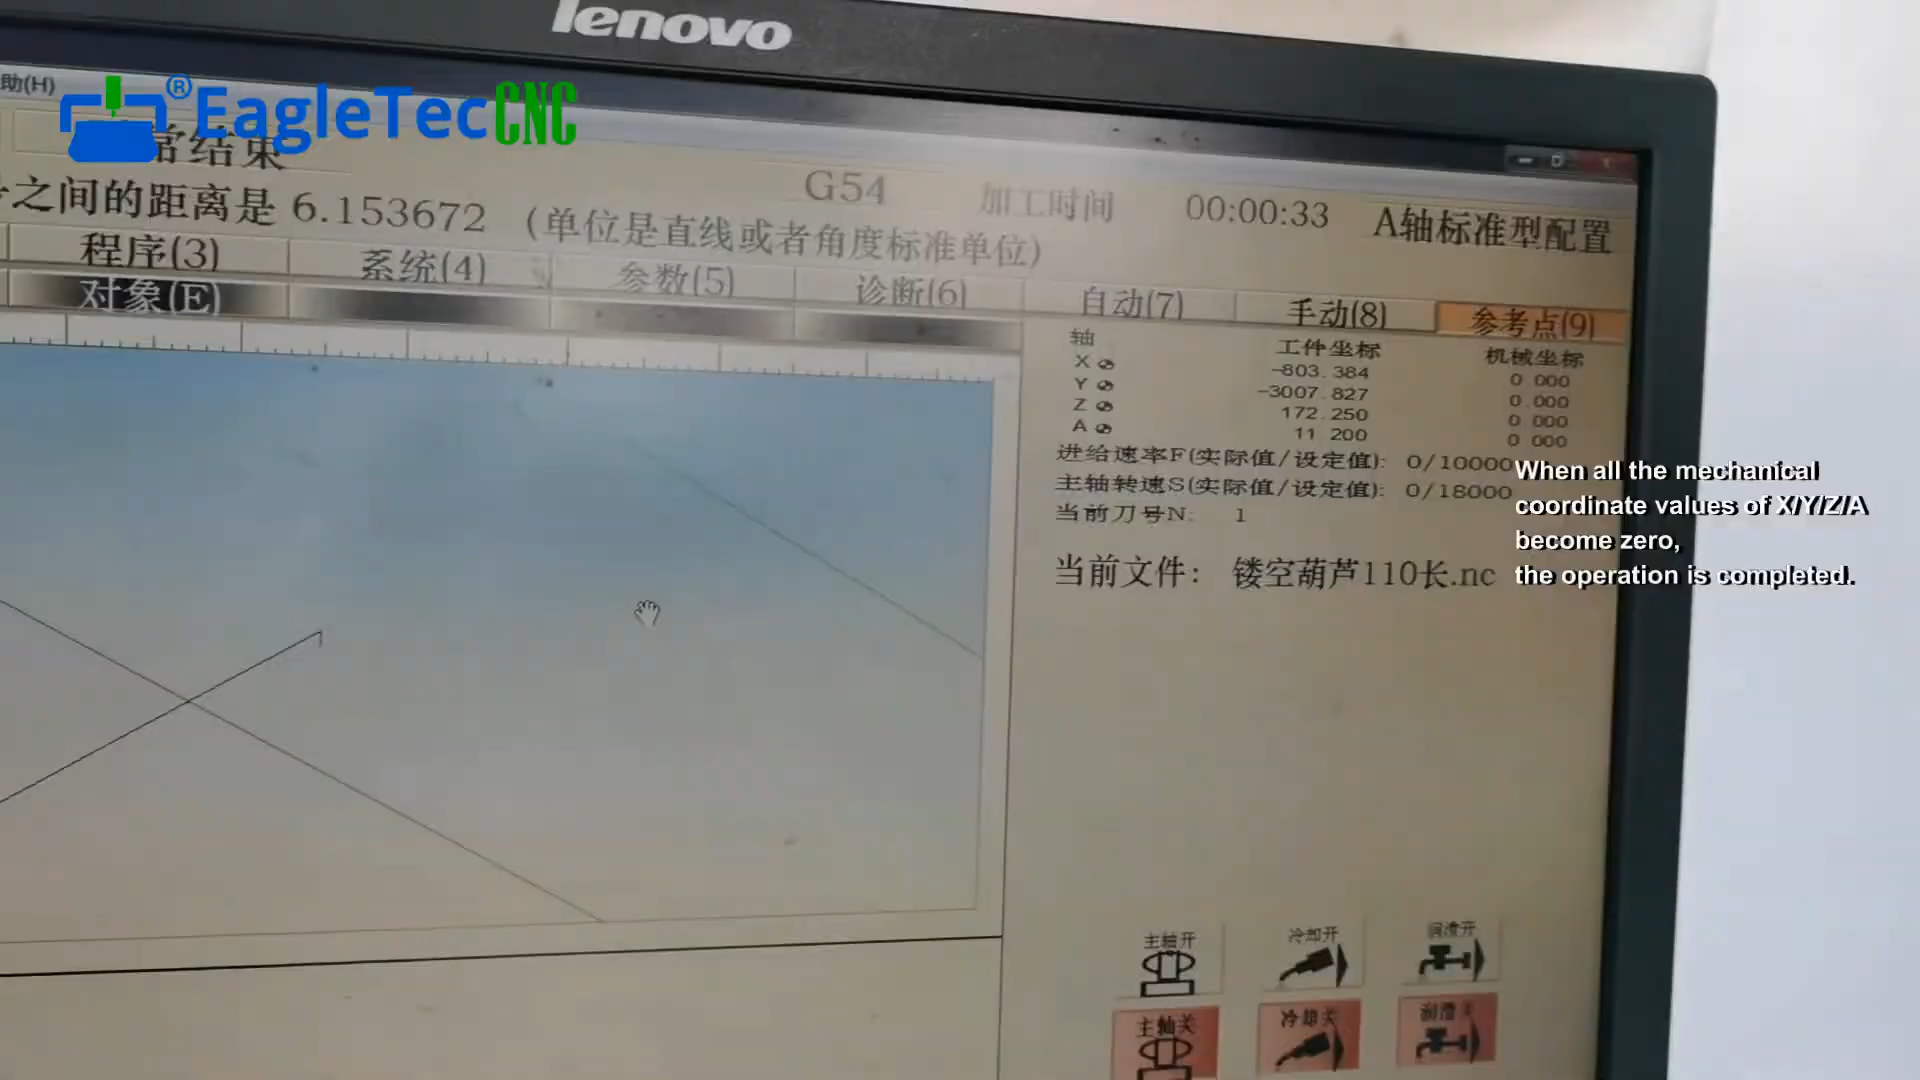 lenovo
助(H)
® EagleTecCNC
常结束
G54 加工时间 00:00:33 A轴标准型配置
之间的距离是 6.153672 (单位是直线或者角度标准单位)
程序(3) 系统(4) 参数(5) 诊断(6) 自动(7) 手动(8) 参考点(9)
对象(E)
轴 工件坐标 机械坐标
X -803.384 0.000
Y -3007.827 0.000
Z 172.250 0.000
A 11.200 0.000
进给速率F(实际值/设定值): 0/10000
主轴转速S(实际值/设定值): 0/18000
当前刀号N: 1
当前文件: 镂空葫芦110长.nc
When all the mechanical
coordinate values of X/Y/Z/A
become zero,
the operation is completed.
主轴开 冷却开 润滑开
主轴关 冷却关 润滑关